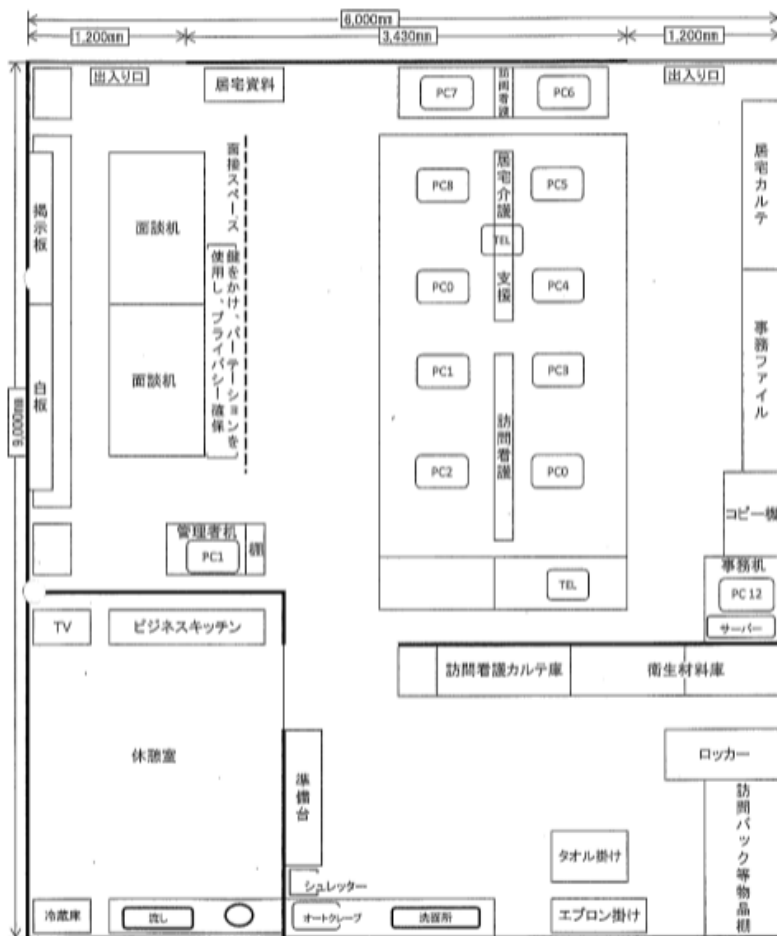 6,000mm
1,200mm
3,430mm
1,200mm
出入り口
居宅資料
PC7
訪問看護
PC6
出入り口
9,000mm
掲示板
白板
面談机
面談机
面接スペース
鍵をかけ、パーテーションを
使用し、プライバシー確保
PC8
居宅介護
PC5
TEL
支援
PC0
PC4
PC1
PC3
訪問看護
PC2
PC0
TEL
居宅カルテ
事務ファイル
コピー機
事務机
PC 12
サーバー
管理者机
PC1
棚
TV
ビジネスキッチン
訪問看護カルテ庫
衛生材料庫
休憩室
準備台
ロッカー
訪問バック等物品棚
タオル掛け
シュレッター
冷蔵庫
流し
オートクレーブ
洗面所
エプロン掛け